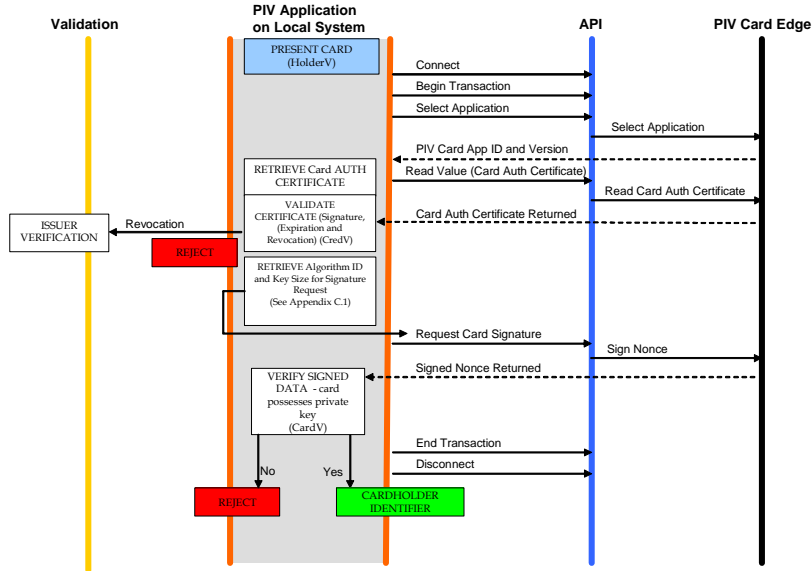 Validation
PIV Application
on Local System
API
PIV Card Edge
PRESENT CARD
(HolderV)
Connect
Begin Transaction
Select Application
Select Application
PIV Card App ID and Version
RETRIEVE Card AUTH
CERTIFICATE
Read Value (Card Auth Certificate)
Read Card Auth Certificate
VALIDATE
CERTIFICATE (Signature,
(Expiration and
Revocation) (CredV)
Card Auth Certificate Returned
ISSUER
VERIFICATION
Revocation
REJECT
RETRIEVE Algorithm ID
and Key Size for Signature
Request
(See Appendix C.1)
Request Card Signature
Sign Nonce
Signed Nonce Returned
VERIFY SIGNED
DATA - card
possesses private
key
(CardV)
End Transaction
Disconnect
No
Yes
REJECT
CARDHOLDER
IDENTIFIER